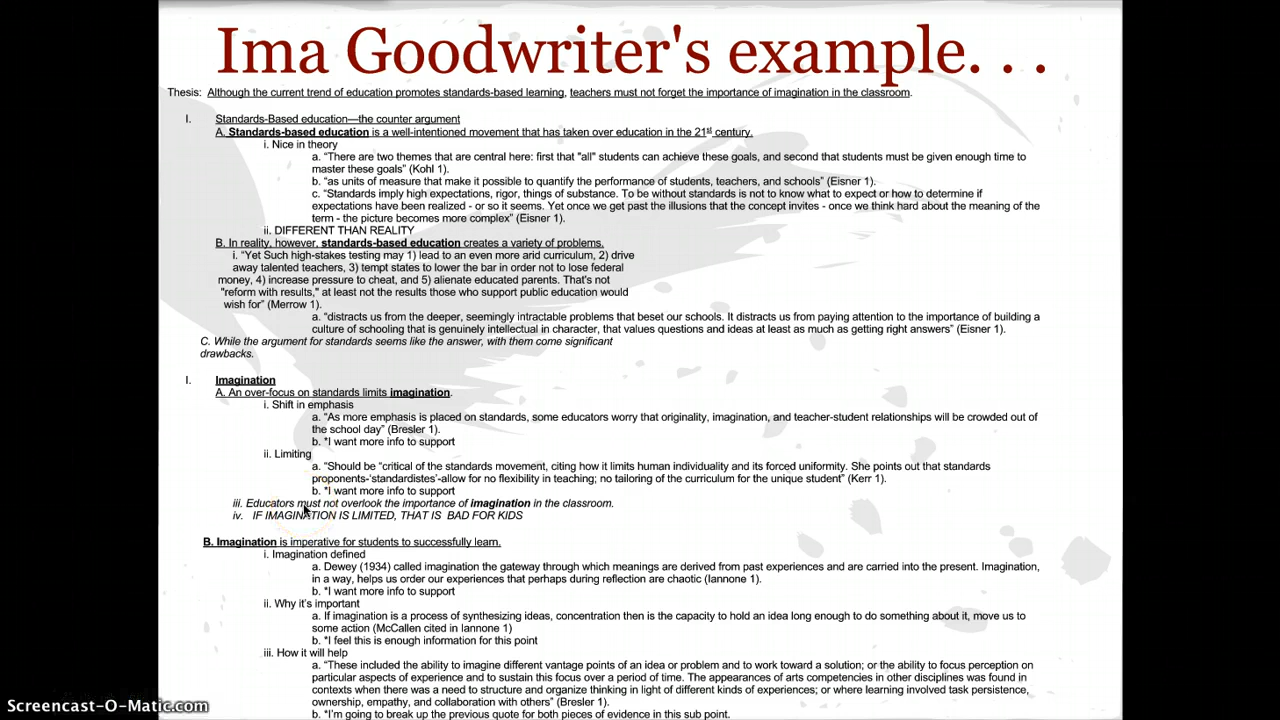 Ima Goodwriter's example. . .
Thesis: Although the current trend of education promotes standards-based learning, teachers must not forget the importance of imagination in the classroom.
I. Standards-Based education—the counter argument
A. Standards-based education is a well-intentioned movement that has taken over education in the 21st century.
i. Nice in theory
a. "There are two themes that are central here: first that "all" students can achieve these goals, and second that students must be given enough time to
master these goals" (Kohl 1).
b. "as units of measure that make it possible to quantify the performance of students, teachers, and schools" (Eisner 1).
c. "Standards imply high expectations, rigor, things of substance. To be without standards is not to know what to expect or how to determine if
expectations have been realized - or so it seems. Yet once we get past the illusions that the concept invites - once we think hard about the meaning of the
term - the picture becomes more complex" (Eisner 1).
ii. DIFFERENT THAN REALITY
B. In reality, however, standards-based education creates a variety of problems.
i. "Yet Such high-stakes testing may 1) lead to an even more arid curriculum, 2) drive
away talented teachers, 3) tempt states to lower the bar in order not to lose federal
money, 4) increase pressure to cheat, and 5) alienate educated parents. That's not
"reform with results," at least not the results those who support public education would
wish for" (Merrow 1).
a. "distracts us from the deeper, seemingly intractable problems that beset our schools. It distracts us from paying attention to the importance of building a
culture of schooling that is genuinely intellectual in character, that values questions and ideas at least as much as getting right answers" (Eisner 1).
C. While the argument for standards seems like the answer, with them come significant
drawbacks.
I. Imagination
A. An over-focus on standards limits imagination.
i. Shift in emphasis
a. "As more emphasis is placed on standards, some educators worry that originality, imagination, and teacher-student relationships will be crowded out of
the school day" (Bresler 1).
b. *I want more info to support
ii. Limiting
a. "Should be "critical of the standards movement, citing how it limits human individuality and its forced uniformity. She points out that standards
proponents-'standardistes'-allow for no flexibility in teaching; no tailoring of the curriculum for the unique student" (Kerr 1).
b. *I want more info to support
iii. Educators must not overlook the importance of imagination in the classroom.
iv. IF IMAGINATION IS LIMITED, THAT IS BAD FOR KIDS
B. Imagination is imperative for students to successfully learn.
i. Imagination defined
a. Dewey (1934) called imagination the gateway through which meanings are derived from past experiences and are carried into the present. Imagination,
in a way, helps us order our experiences that perhaps during reflection are chaotic (Iannone 1).
b. *I want more info to support
ii. Why it's important
a. If imagination is a process of synthesizing ideas, concentration then is the capacity to hold an idea long enough to do something about it, move us to
some action (McCallen cited in Iannone 1)
b. *I feel this is enough information for this point
iii. How it will help
a. "These included the ability to imagine different vantage points of an idea or problem and to work toward a solution; or the ability to focus perception on
particular aspects of experience and to sustain this focus over a period of time. The appearances of arts competencies in other disciplines was found in
contexts when there was a need to structure and organize thinking in light of different kinds of experiences; or where learning involved task persistence,
ownership, empathy, and collaboration with others" (Bresler 1).
b. *I'm going to break up the previous quote for both pieces of evidence in this sub point.
Screencast-O-Matic.com